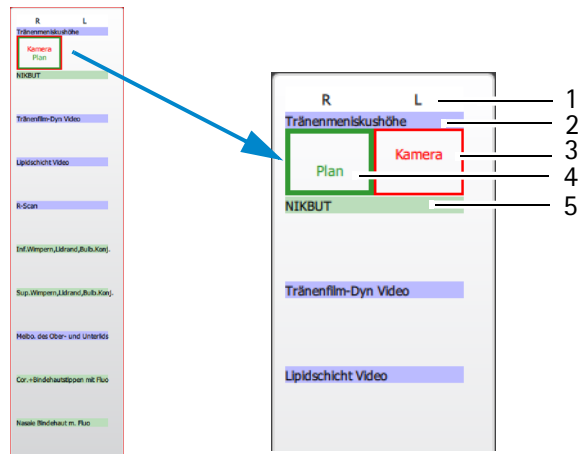 R L
Tränenmeniskushöhe
Kamera
Plan
NIKBUT
Tränenfilm-Dyn Video
Lipidschicht Video
R-Scan
Inf.Wimpern,Lidrand,Bulb.Konj.
Sup.Wimpern,Lidrand,Bulb.Konj.
Meibo. des Ober- und Unterlids
Cor.+Bindehautstippen mit Fluo
Nasale Bindehaut m. Fluo
R L
Tränenmeniskushöhe
Kamera
Plan
NIKBUT
Tränenfilm-Dyn Video
Lipidschicht Video
1
2
3
4
5